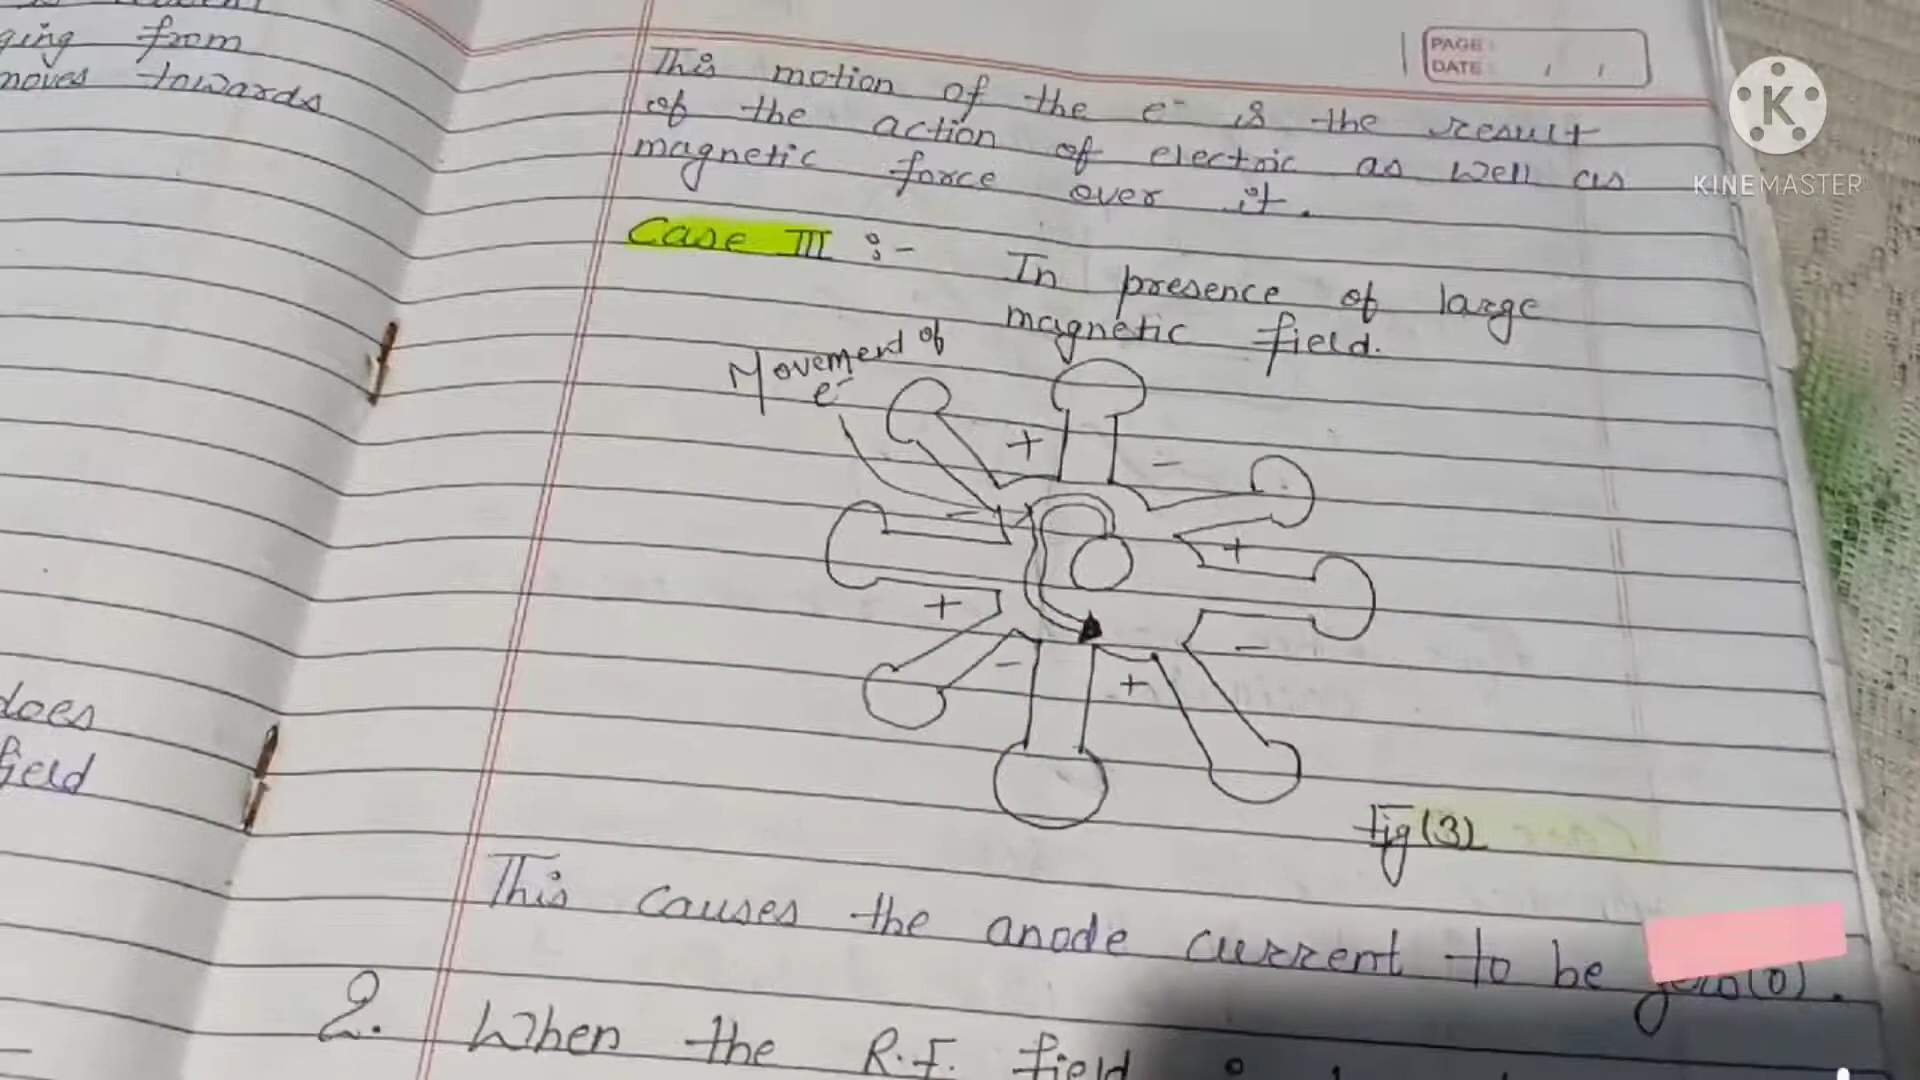 ging from
moves towards
does
field
PAGE:
DATE: / /
K
KINEMASTER
This motion of the e⁻ is the result
of the action of electric as well as
magnetic force over it.
Case III :- In presence of large
magnetic field.
Movement of
e⁻
+ -
- +
+ -
- +
Fig (3)
This causes the anode current to be zero(0).
2. When the R.F. field